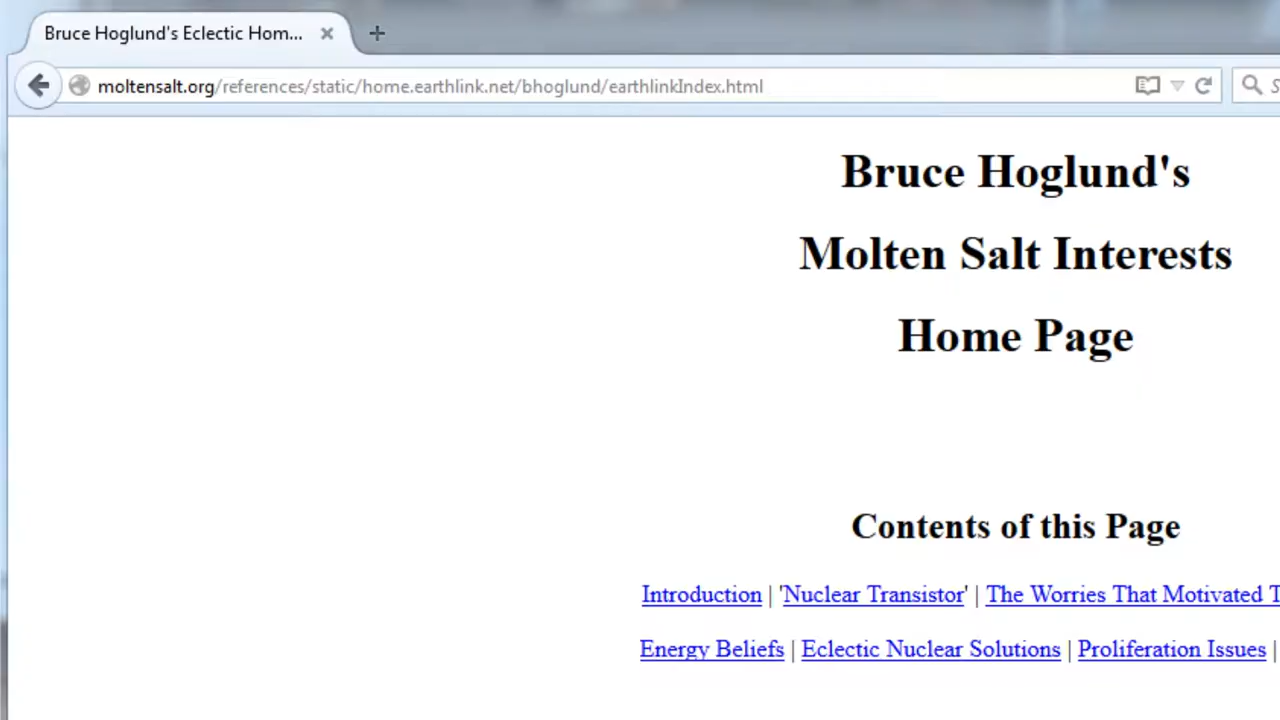 Bruce Hoglund's Eclectic Hom...
moltensalt.org/references/static/home.earthlink.net/bhoglund/earthlinkIndex.html
Bruce Hoglund's
Molten Salt Interests
Home Page
Contents of this Page
Introduction | 'Nuclear Transistor' | The Worries That Motivated T
Energy Beliefs | Eclectic Nuclear Solutions | Proliferation Issues |